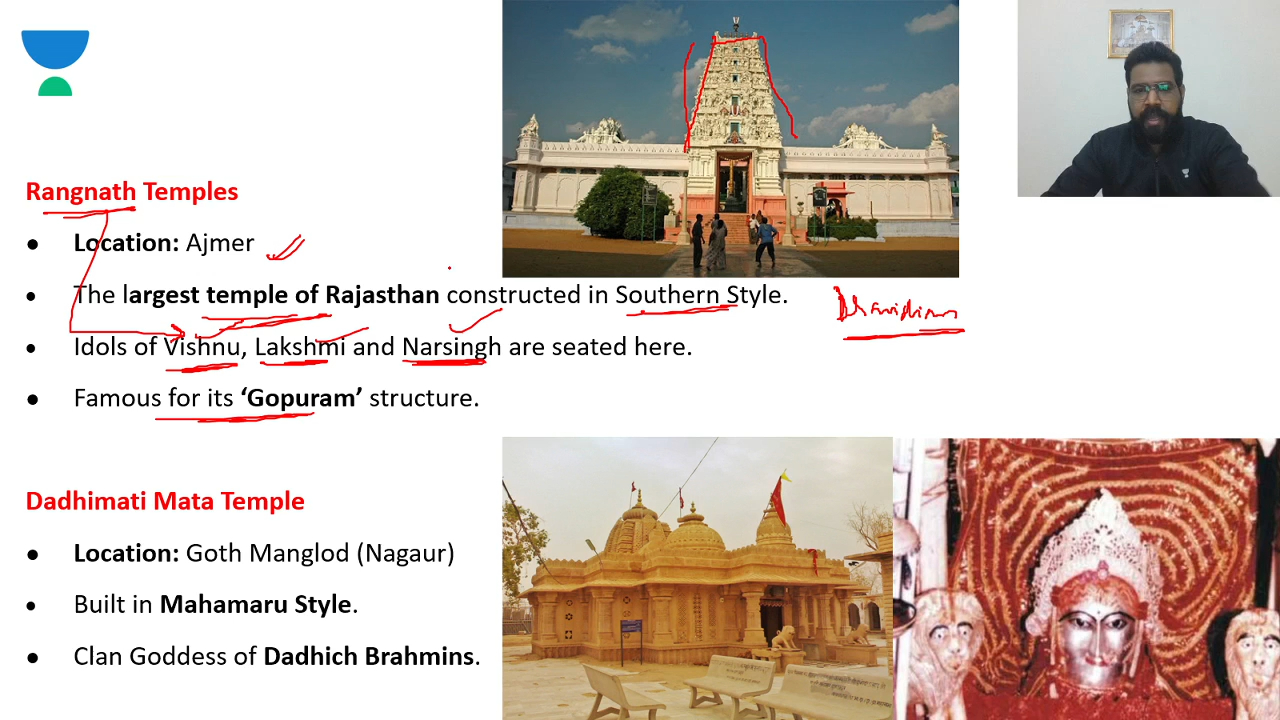 Rangnath Temples
● Location: Ajmer
● The largest temple of Rajasthan constructed in Southern Style.
● Idols of Vishnu, Lakshmi and Narsingh are seated here.
● Famous for its ‘Gopuram’ structure.
Dadhimati Mata Temple
● Location: Goth Manglod (Nagaur)
● Built in Mahamaru Style.
● Clan Goddess of Dadhich Brahmins.